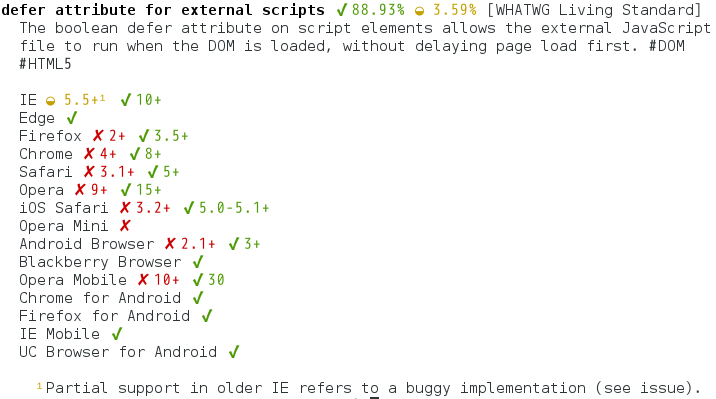 defer attribute for external scripts ✔88.93% ◒ 3.59% [WHATWG Living Standard]
The boolean defer attribute on script elements allows the external JavaScript
file to run when the DOM is loaded, without delaying page load first. #DOM
#HTML5
IE ◒ 5.5+¹ ✔10+
Edge ✔
Firefox ✘2+ ✔3.5+
Chrome ✘4+ ✔8+
Safari ✘3.1+ ✔5+
Opera ✘9+ ✔15+
iOS Safari ✘3.2+ ✔5.0-5.1+
Opera Mini ✘
Android Browser ✘2.1+ ✔3+
Blackberry Browser ✔
Opera Mobile ✘10+ ✔30
Chrome for Android ✔
Firefox for Android ✔
IE Mobile ✔
UC Browser for Android ✔
¹Partial support in older IE refers to a buggy implementation (see issue).